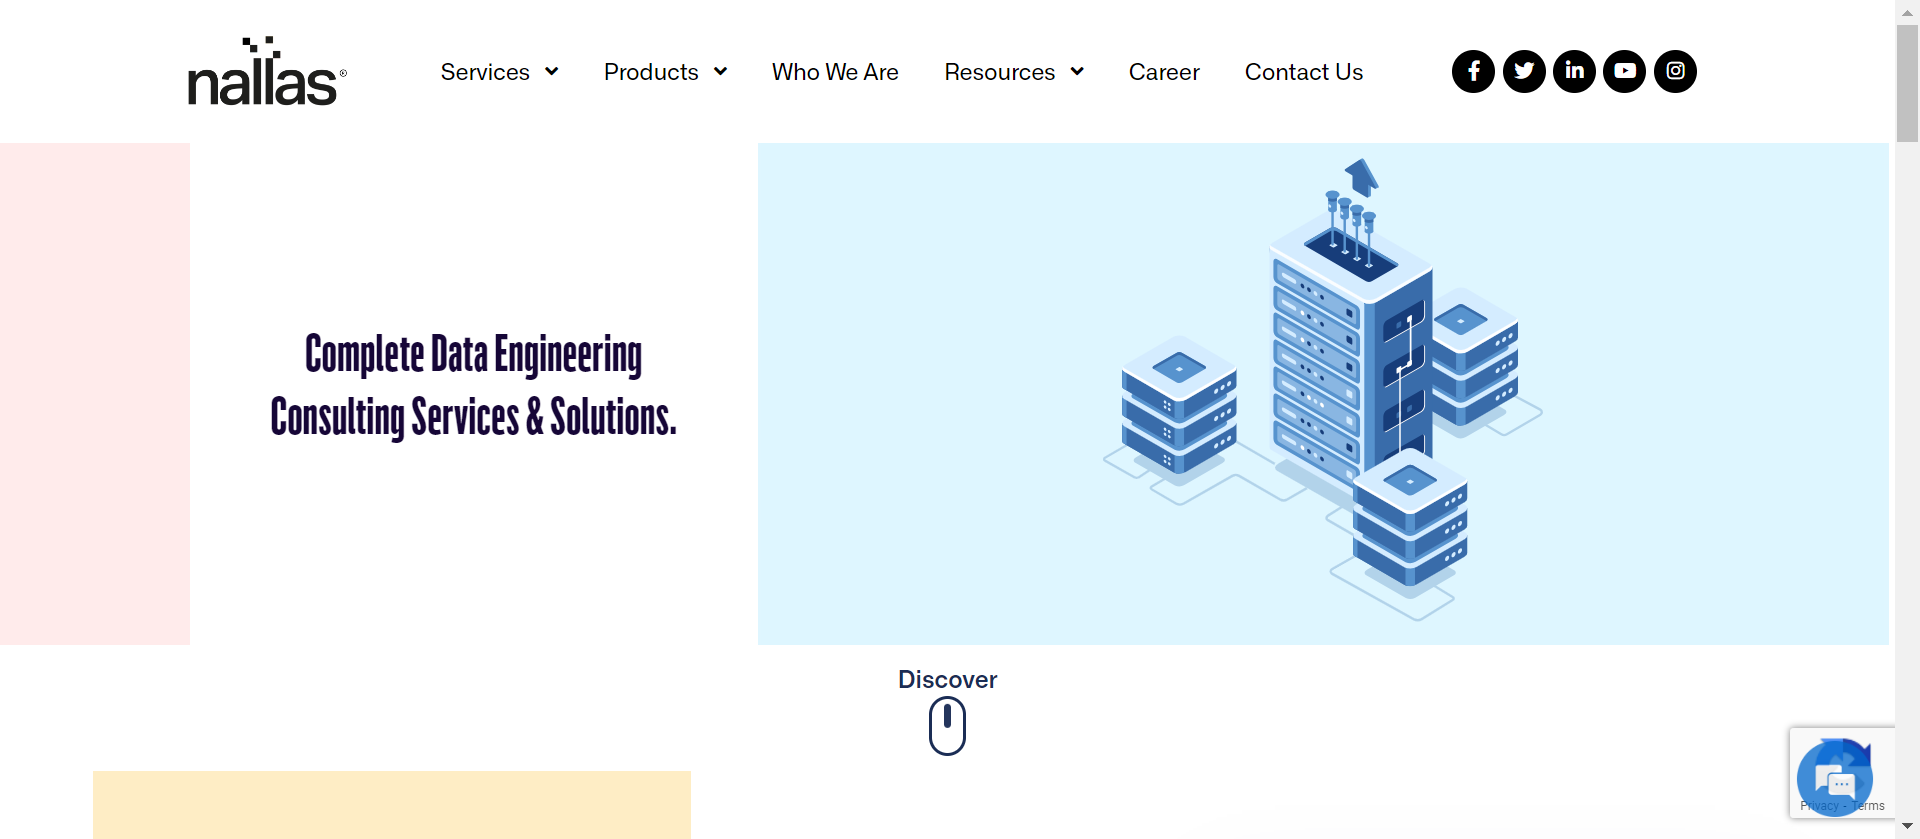 nallas
Services
Products
Who We Are
Resources
Career
Contact Us
Complete Data Engineering
Consulting Services & Solutions.
Discover
Privacy - Terms